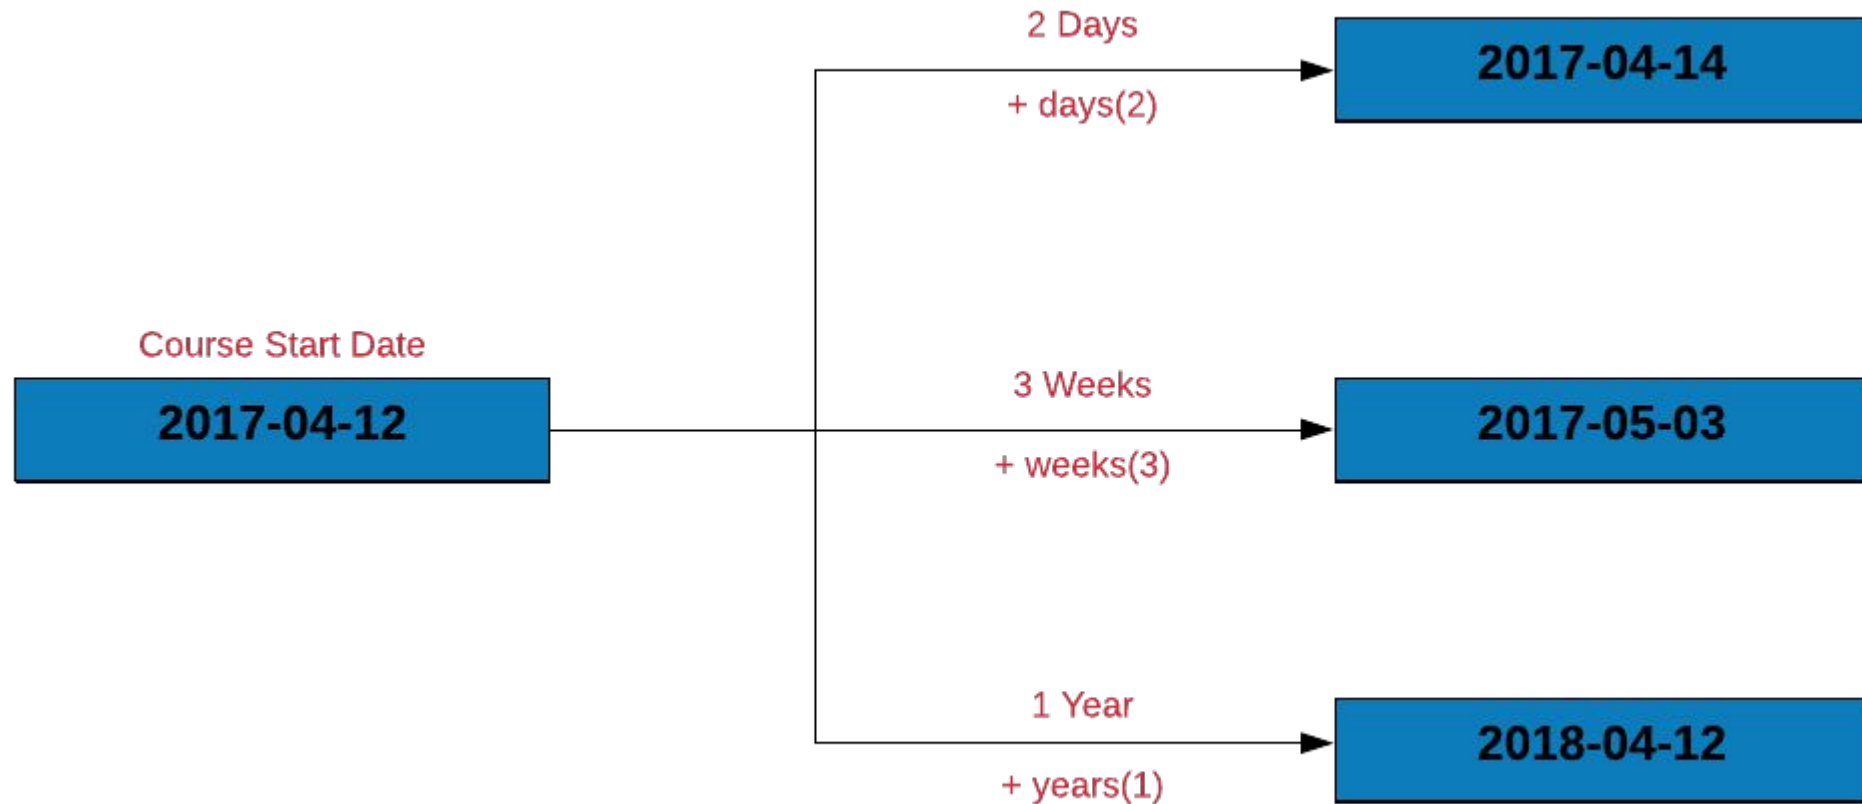 2 Days
+ days(2)
2017-04-14
Course Start Date
2017-04-12
3 Weeks
+ weeks(3)
2017-05-03
1 Year
+ years(1)
2018-04-12